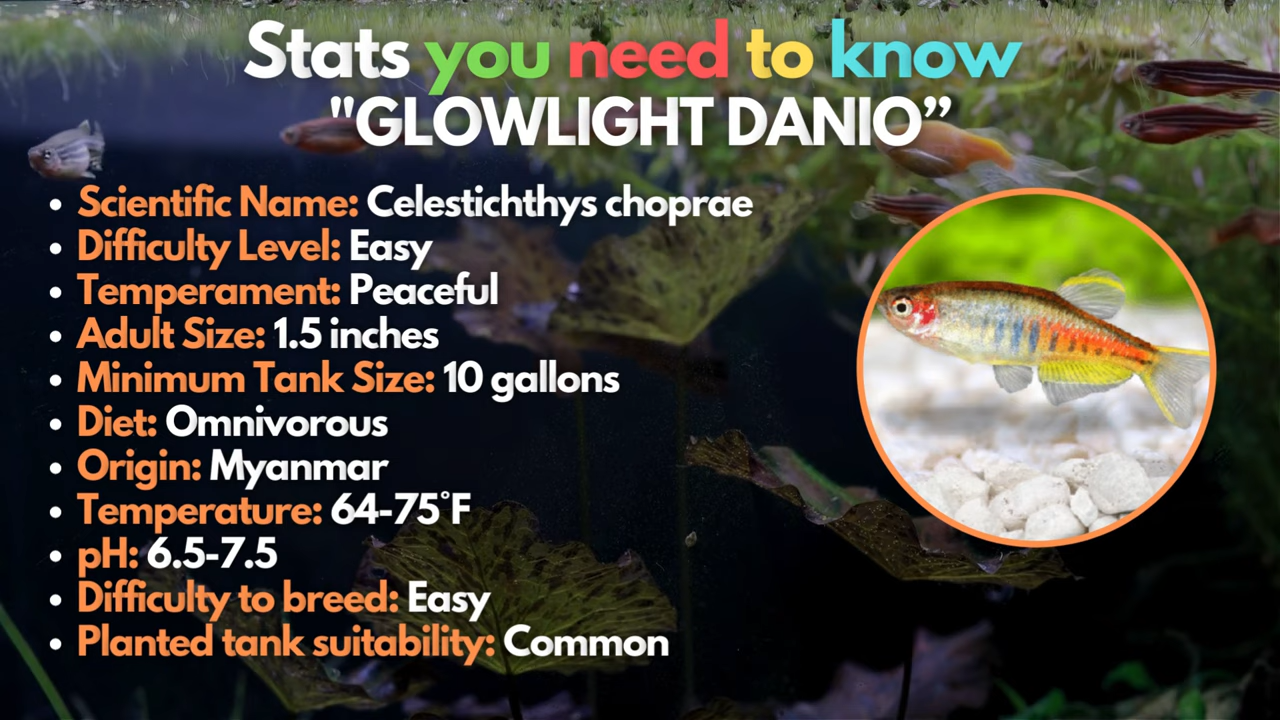 Stats you need to know
"GLOWLIGHT DANIO”
• Scientific Name: Celestichthys choprae
• Difficulty Level: Easy
• Temperament: Peaceful
• Adult Size: 1.5 inches
• Minimum Tank Size: 10 gallons
• Diet: Omnivorous
• Origin: Myanmar
• Temperature: 64-75°F
• pH: 6.5-7.5
• Difficulty to breed: Easy
• Planted tank suitability: Common